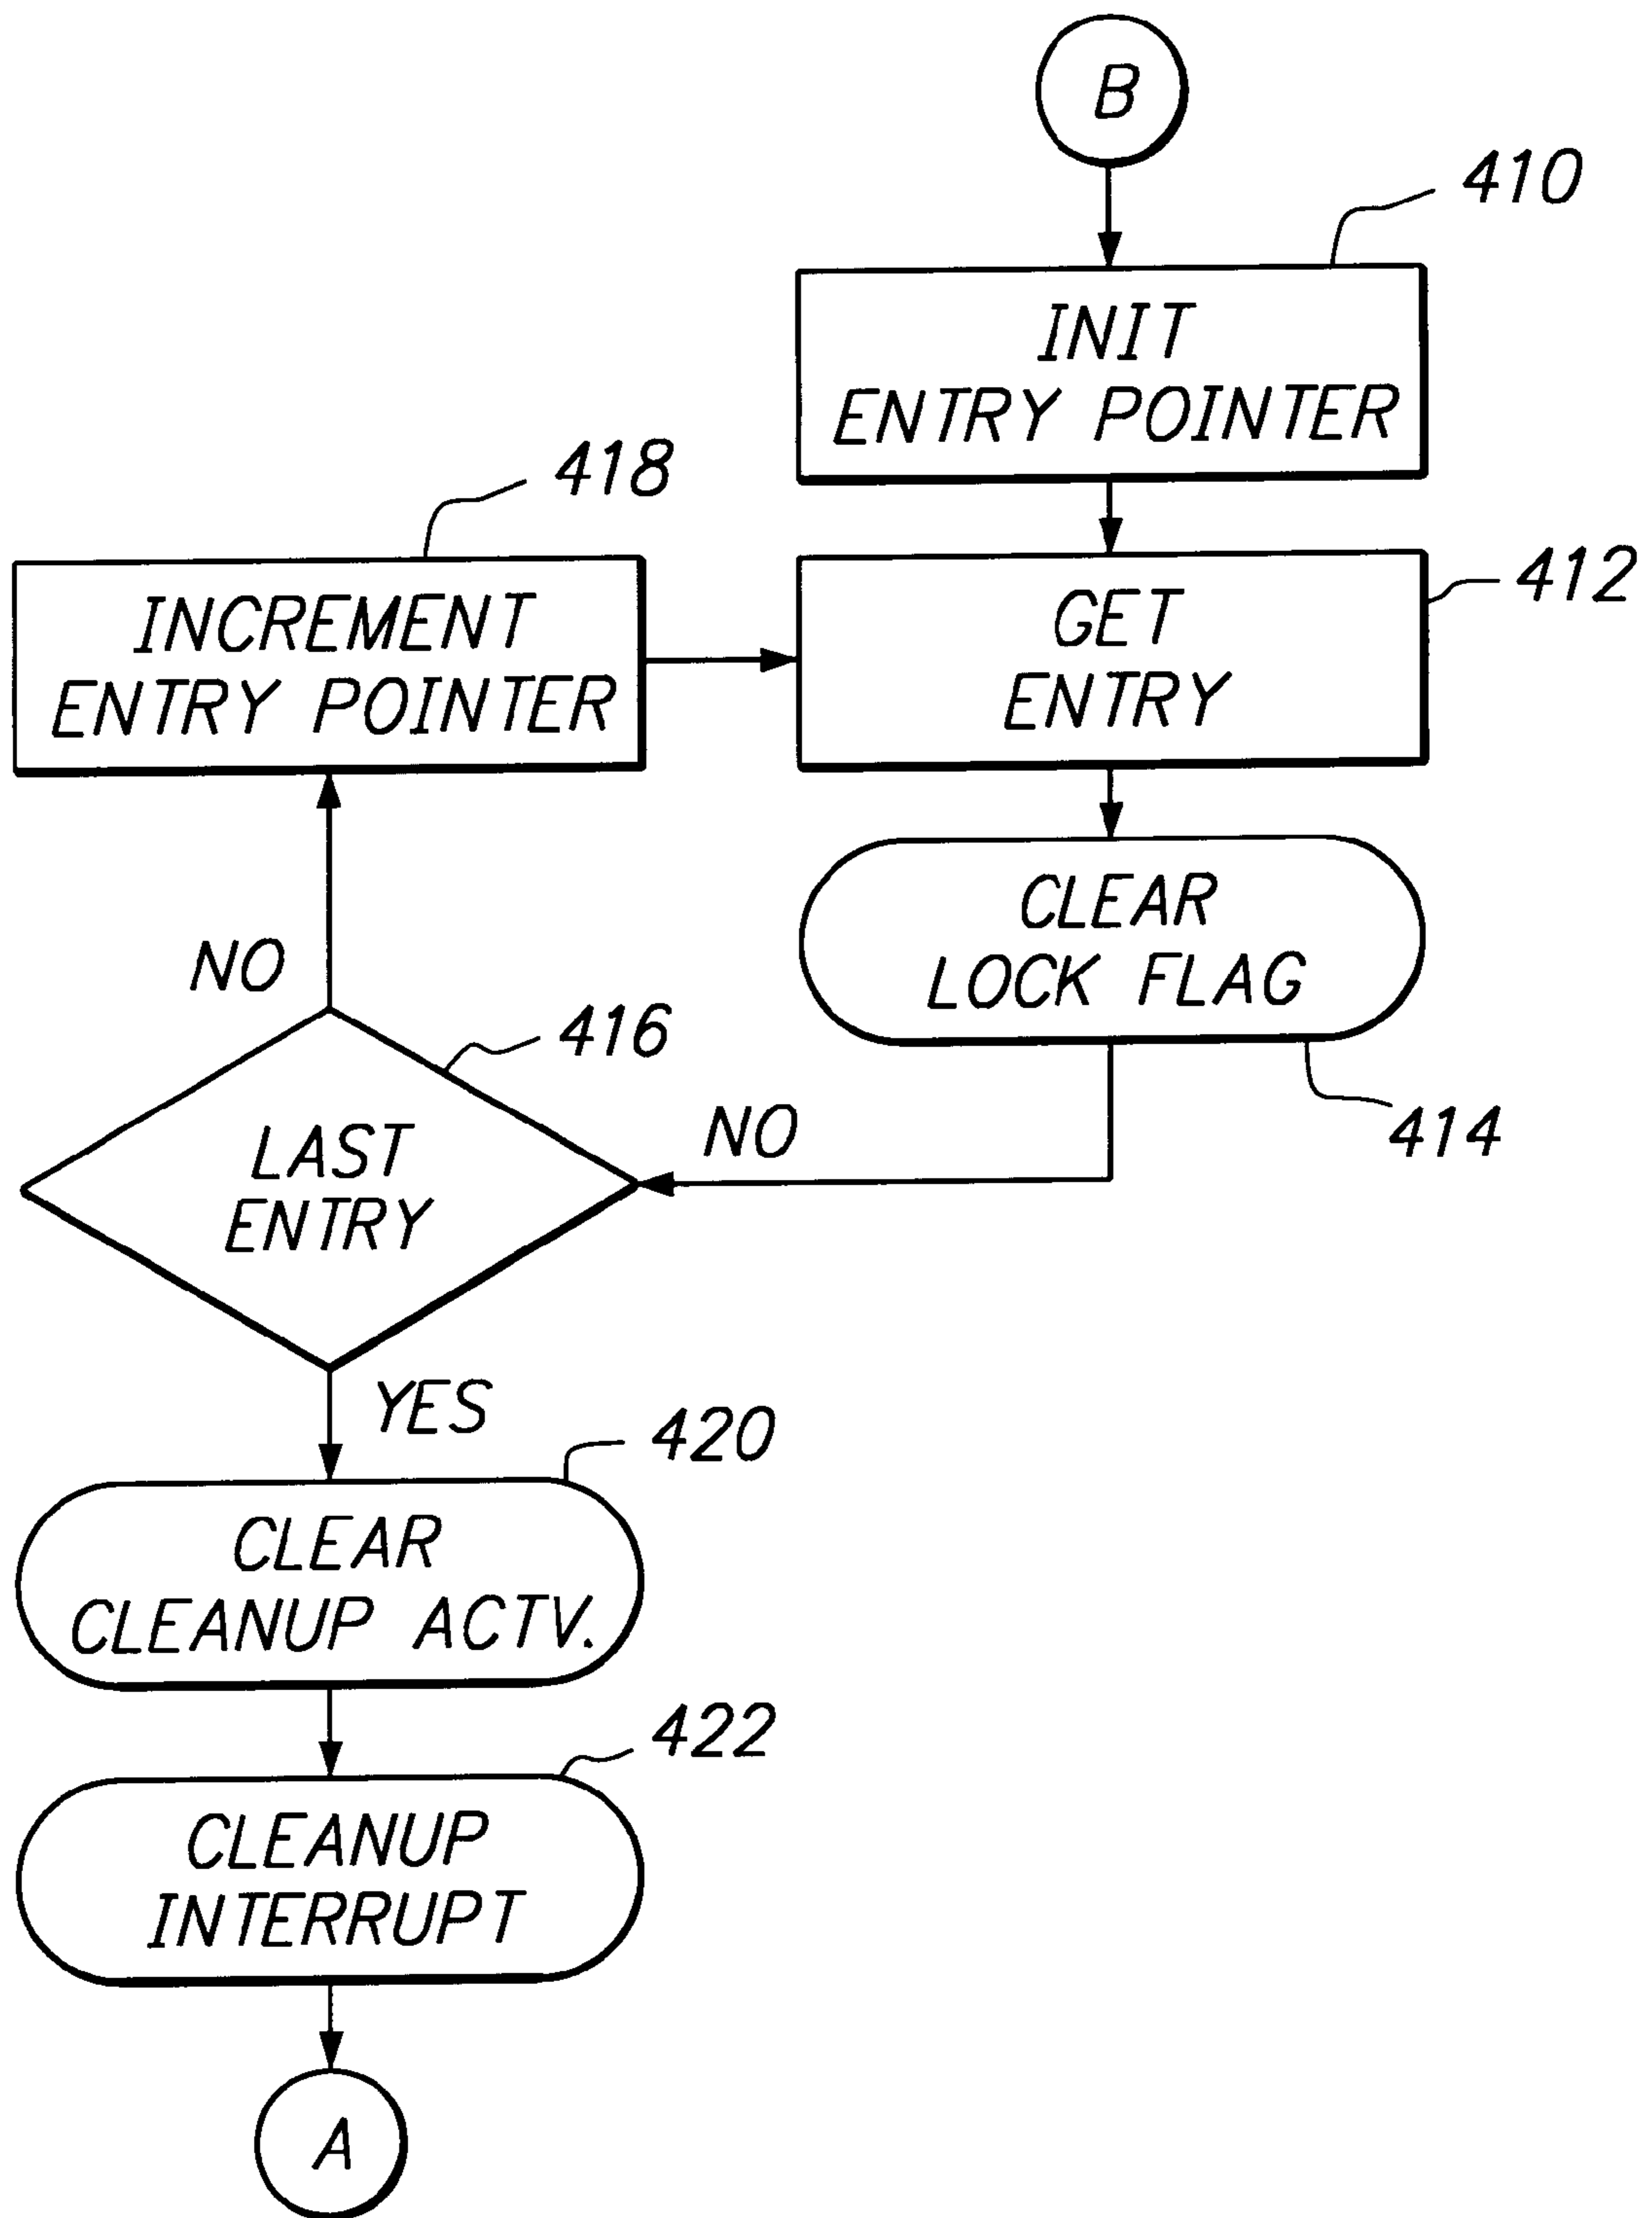 B
410
INIT
ENTRY POINTER
418
INCREMENT
ENTRY POINTER
412
GET
ENTRY
CLEAR
LOCK FLAG
414
NO
416
NO
LAST
ENTRY
YES
420
CLEAR
CLEANUP ACTV.
422
CLEANUP
INTERRUPT
A